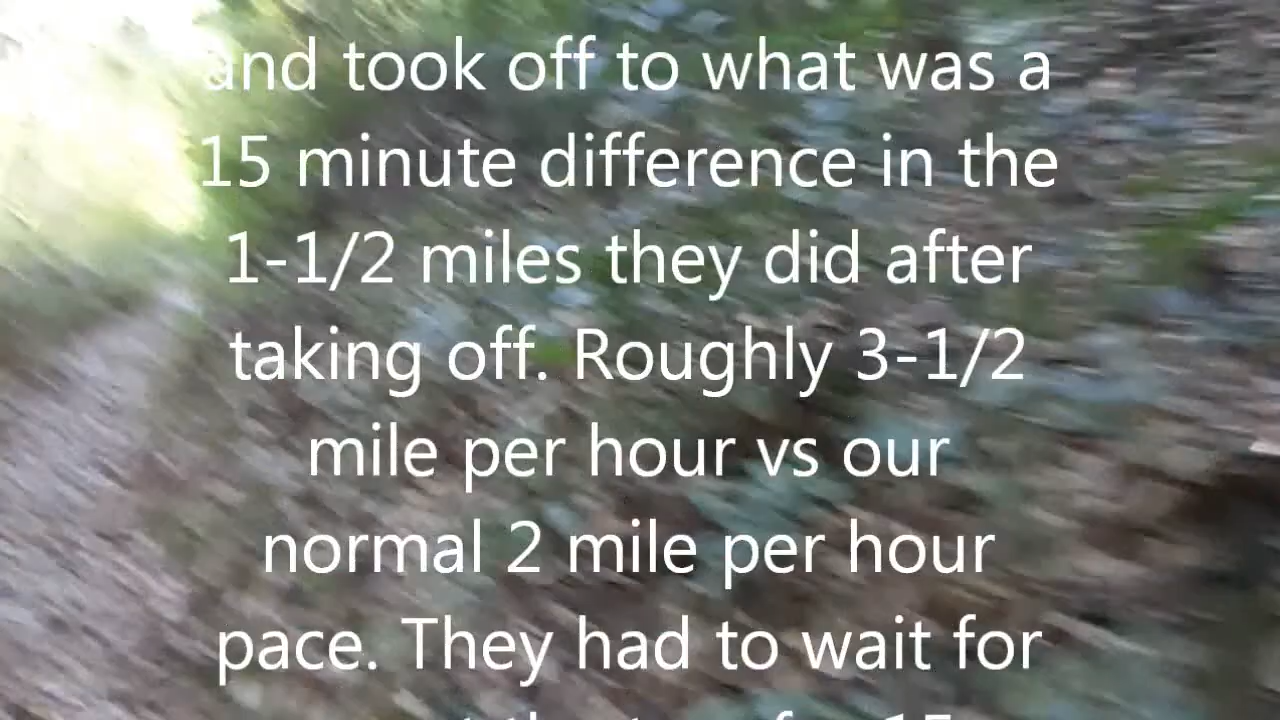 and took off to what was a
15 minute difference in the
1-1/2 miles they did after
taking off. Roughly 3-1/2
mile per hour vs our
normal 2 mile per hour
pace. They had to wait for